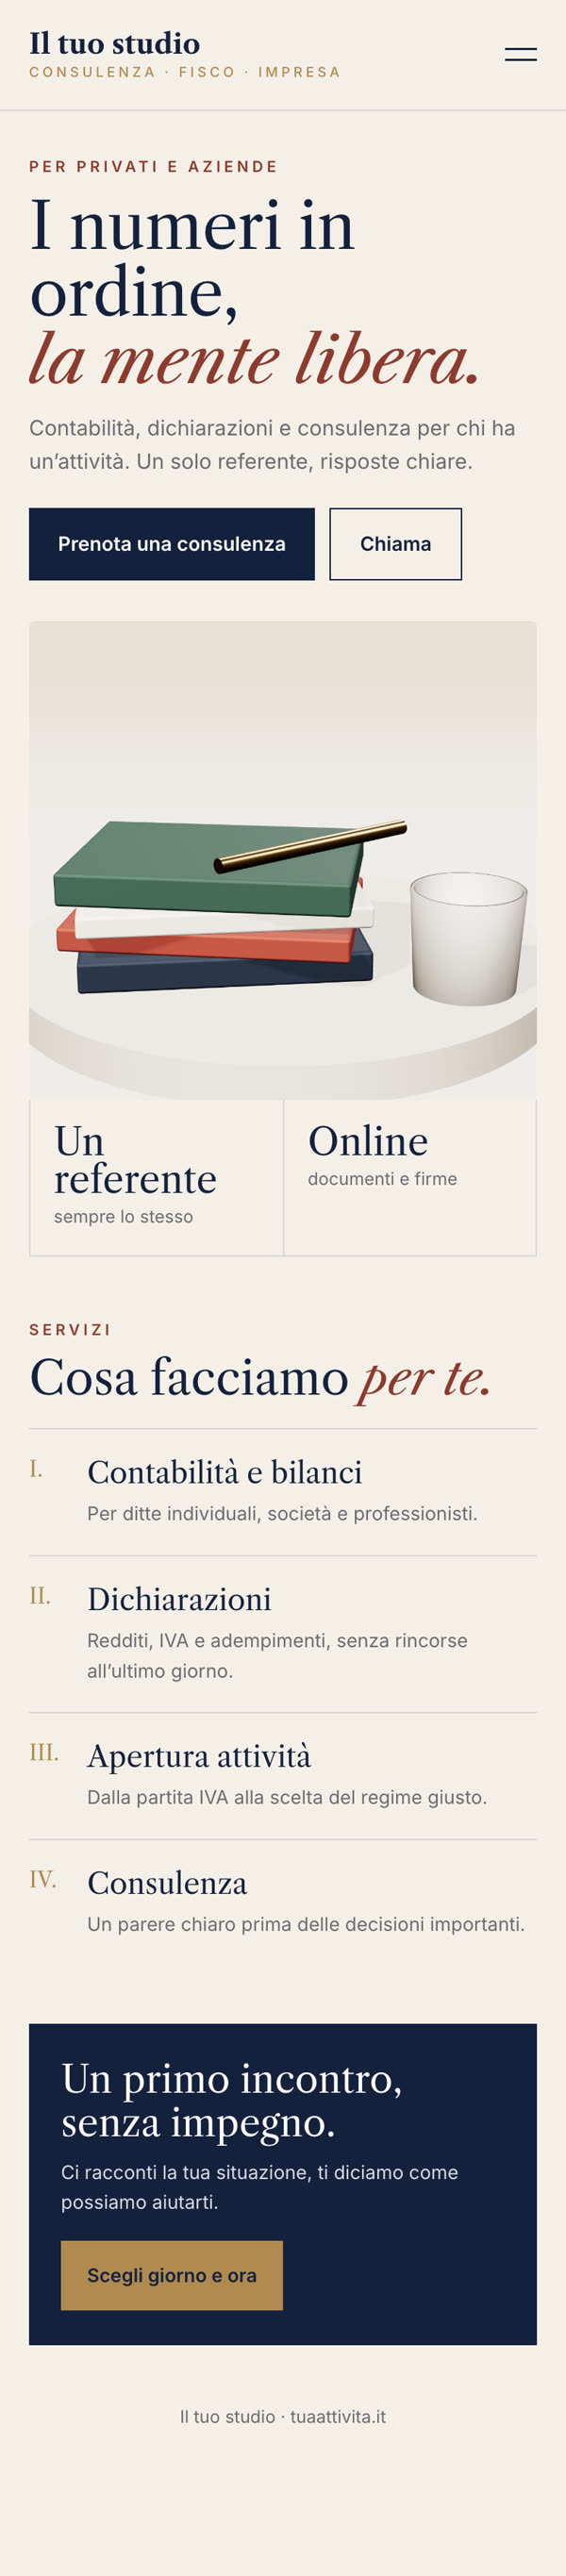 Il tuo studio
CONSULENZA · FISCO · IMPRESA
PER PRIVATI E AZIENDE
I numeri in
ordine,
la mente libera.
Contabilità, dichiarazioni e consulenza per chi ha
un’attività. Un solo referente, risposte chiare.
Prenota una consulenza
Chiama
Un
referente
sempre lo stesso
Online
documenti e firme
SERVIZI
Cosa facciamo per te.
I.
Contabilità e bilanci
Per ditte individuali, società e professionisti.
II.
Dichiarazioni
Redditi, IVA e adempimenti, senza rincorse
all’ultimo giorno.
III.
Apertura attività
Dalla partita IVA alla scelta del regime giusto.
IV.
Consulenza
Un parere chiaro prima delle decisioni importanti.
Un primo incontro,
senza impegno.
Ci racconti la tua situazione, ti diciamo come
possiamo aiutarti.
Scegli giorno e ora
Il tuo studio · tuaattivita.it